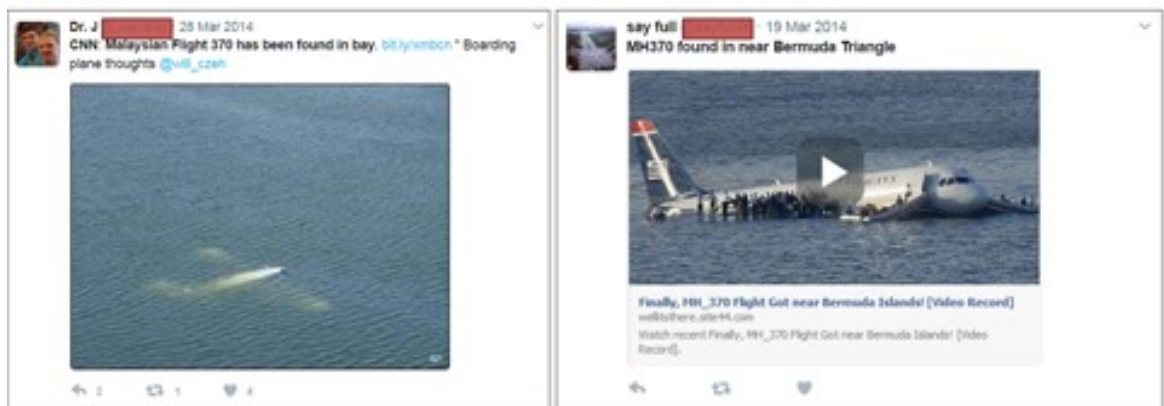 Dr. J 28 Mar 2014
CNN: Malaysian Flight 370 has been found in bay. bit.ly/xmbcn " Boarding
plane thoughts @will_czeh
2 1 4
say full · 19 Mar 2014
MH370 found in near Bermuda Triangle
Finally, MH_370 Flight Got near Bermuda Islands! [Video Record]
wellitsthere.site44.com
Watch recent Finally, MH_370 Flight Got near Bermuda Islands! [Video
Record].